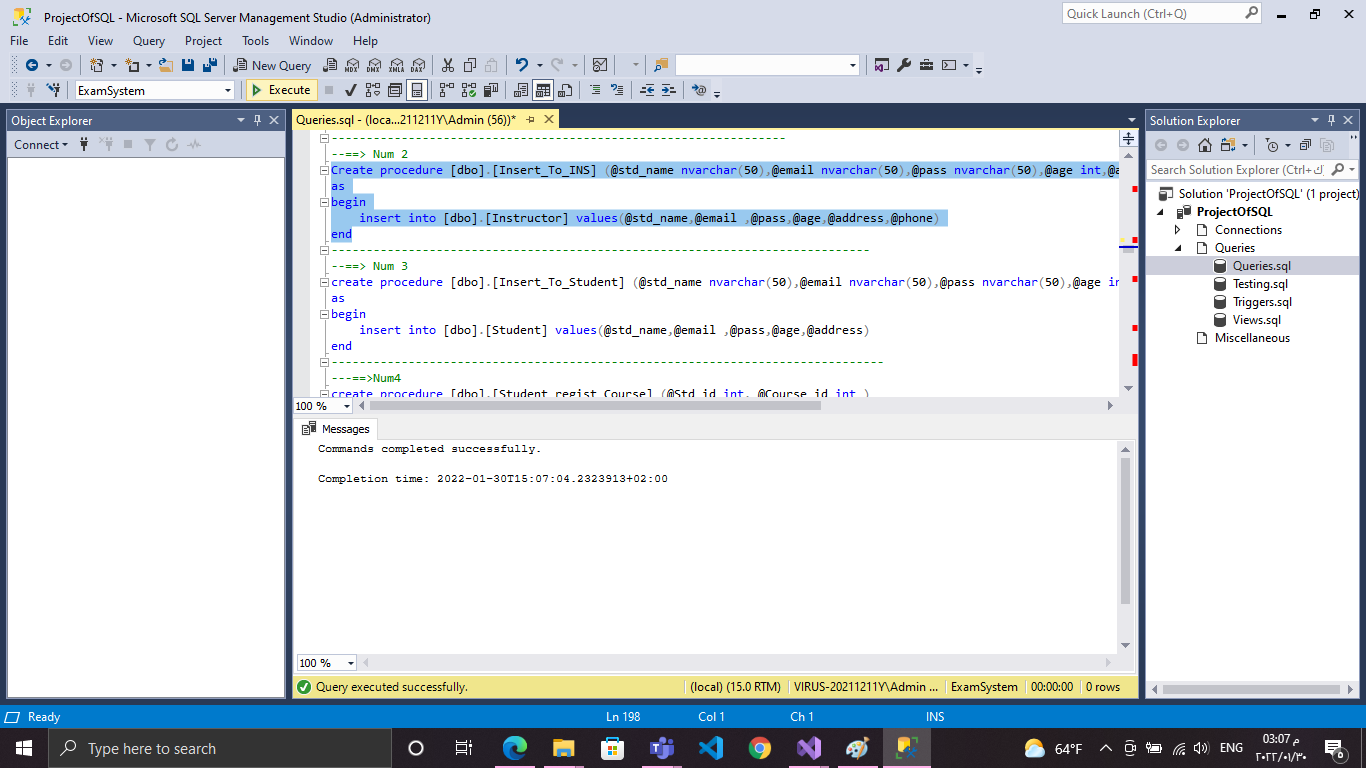 ProjectOfSQL - Microsoft SQL Server Management Studio (Administrator)
Quick Launch (Ctrl+Q)
File Edit View Query Project Tools Window Help
New Query MDX DMX XMLA DAX
ExamSystem Execute
Object Explorer
Connect
Queries.sql - (loca...211211Y\Admin (56))*
-----------------------------------------------------------------
--==> Num 2
Create procedure [dbo].[Insert_To_INS] (@std_name nvarchar(50),@email nvarchar(50),@pass nvarchar(50),@age int,@a
as
begin
insert into [dbo].[Instructor] values(@std_name,@email ,@pass,@age,@address,@phone)
end
-----------------------------------------------------------------------------
--==> Num 3
create procedure [dbo].[Insert_To_Student] (@std_name nvarchar(50),@email nvarchar(50),@pass nvarchar(50),@age in
as
begin
insert into [dbo].[Student] values(@std_name,@email ,@pass,@age,@address)
end
-------------------------------------------------------------------------------
---==>Num4
create procedure [dbo].[Student_regist_Course] (@Std_id int, @Course_id int )
100 %
Messages
Commands completed successfully.
Completion time: 2022-01-30T15:07:04.2323913+02:00
100 %
Query executed successfully. (local) (15.0 RTM) VIRUS-20211211Y\Admin ... ExamSystem 00:00:00 0 rows
Solution Explorer
Search Solution Explorer (Ctrl+
Solution 'ProjectOfSQL' (1 project)
ProjectOfSQL
Connections
Queries
Queries.sql
Testing.sql
Triggers.sql
Views.sql
Miscellaneous
Ready Ln 198 Col 1 Ch 1 INS
Type here to search
64°F ENG
03:07 م
٢٠٢٢/٠١/٣٠